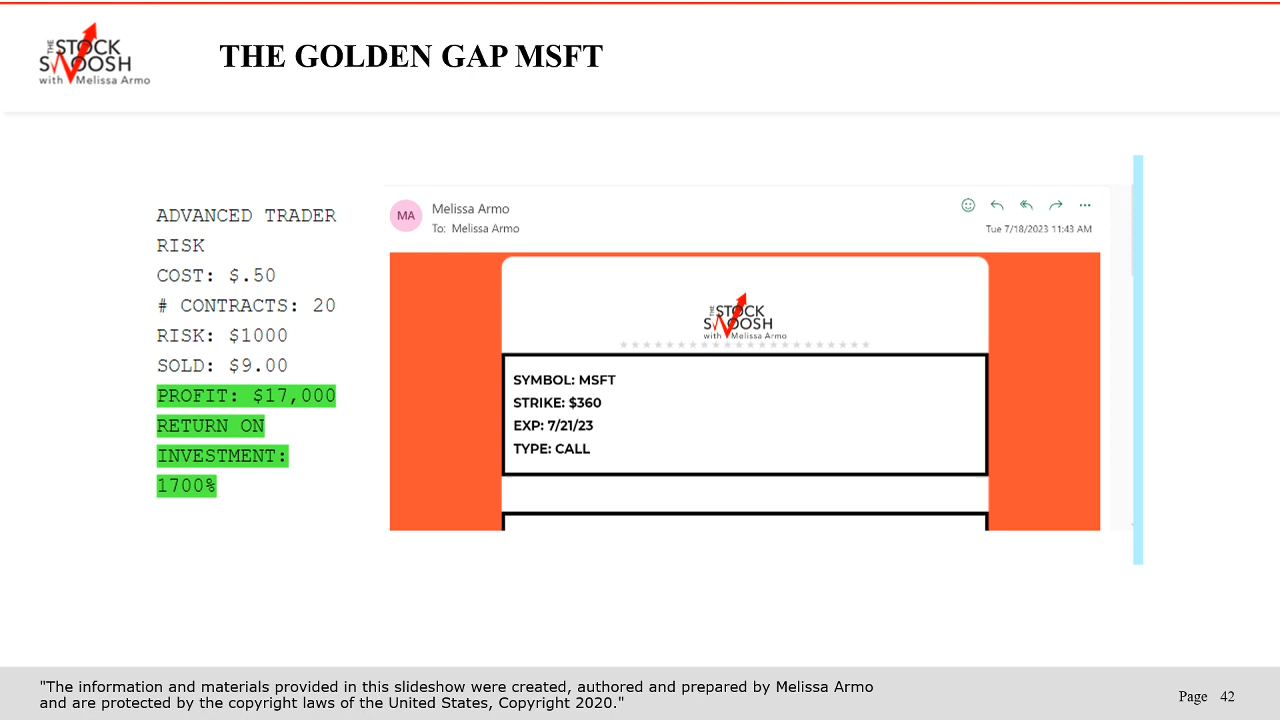 THE STOCK
SWOOSH
with Melissa Armo
THE GOLDEN GAP MSFT
ADVANCED TRADER
RISK
COST: $.50
# CONTRACTS: 20
RISK: $1000
SOLD: $9.00
PROFIT: $17,000
RETURN ON
INVESTMENT:
1700%
MA
Melissa Armo
To: Melissa Armo
Tue 7/18/2023 11:43 AM
THE STOCK
SWOOSH
with Melissa Armo
SYMBOL: MSFT
STRIKE: $360
EXP: 7/21/23
TYPE: CALL
"The information and materials provided in this slideshow were created, authored and prepared by Melissa Armo
and are protected by the copyright laws of the United States, Copyright 2020."
Page 42